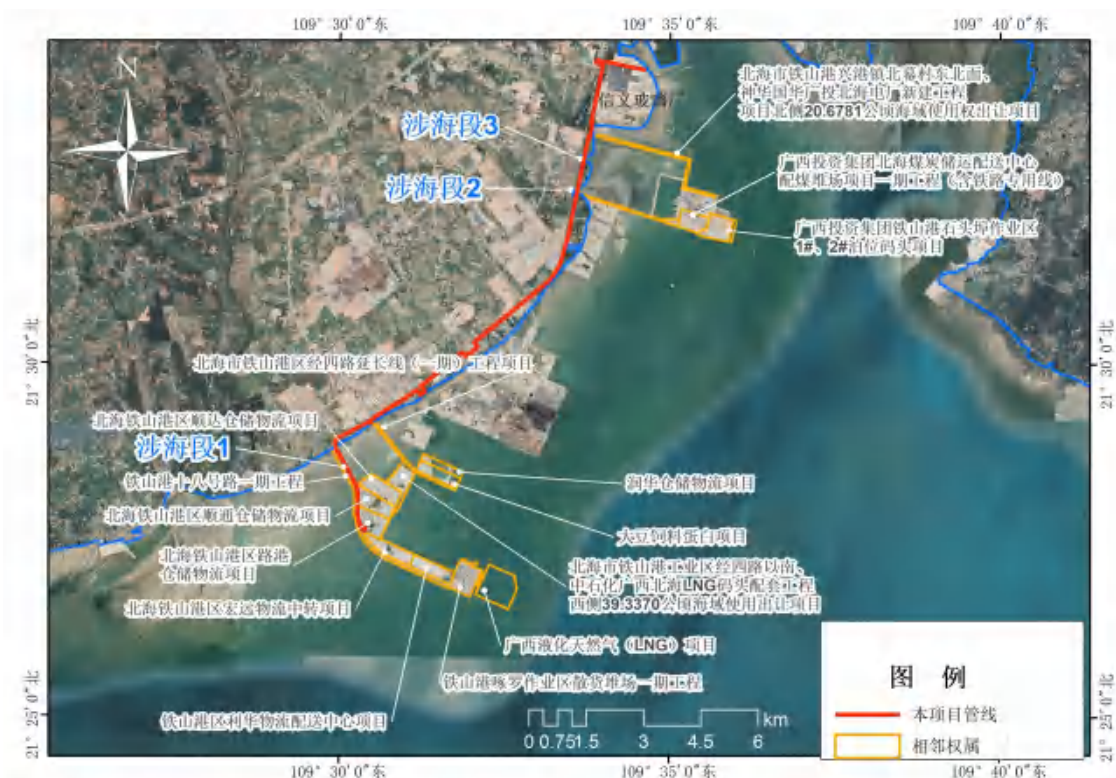 109° 30′ 0″东
109° 35′ 0″东
109° 40′ 0″东
N
信义玻璃厂
北海市铁山港兴港镇北暮村东北面、
神华国华广投北海电厂新建工程
项目北侧20.6781公顷海域使用权出让项目
涉海段3
广西投资集团北海煤炭储运配送中心
配煤堆场项目一期工程(含铁路专用线)
涉海段2
广西投资集团铁山港石头埠作业区
1#、2#泊位码头项目
21° 30′ 0″北
21° 30′ 0″北
北海市铁山港区经四路延长线(一期)工程项目
北海铁山港区顺达仓储物流项目
涉海段1
铁山港十八号路一期工程
润华仓储物流项目
北海铁山港区顺通仓储物流项目
大豆饲料蛋白项目
北海铁山港区路港
仓储物流项目
北海市铁山港工业区经四路以南、
中石化广西北海LNG码头配套工程
西侧39.3370公顷海域使用出让项目
北海铁山港区宏远物流中转项目
广西液化天然气(LNG)项目
铁山港啄罗作业区散货堆场一期工程
铁山港区利华物流配送中心项目
图 例
本项目管线
相邻权属
km
0 0.75 1.5 3 4.5 6
21° 25′ 0″北
21° 25′ 0″北
109° 30′ 0″东
109° 35′ 0″东
109° 40′ 0″东